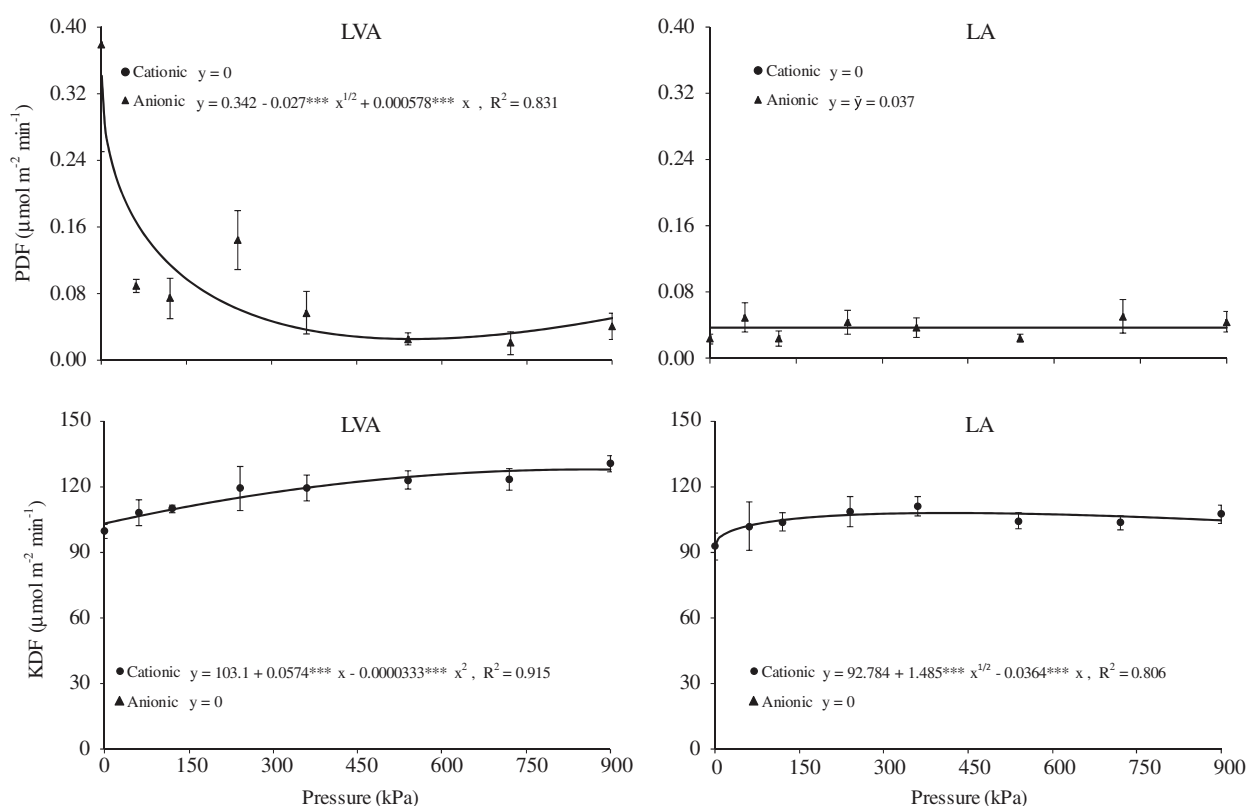 LVA
LA
PDF (µmol m⁻² min⁻¹)
0.40
0.32
0.24
0.16
0.08
0.00
Cationic y = 0
Anionic y = 0.342 - 0.027*** x^1/2 + 0.000578*** x , R² = 0.831
0.40
0.32
0.24
0.16
0.08
0.00
Cationic y = 0
Anionic y = ȳ = 0.037
LVA
LA
KDF (µmol m⁻² min⁻¹)
150
120
90
60
30
0
Cationic y = 103.1 + 0.0574*** x - 0.0000333*** x² , R² = 0.915
Anionic y = 0
0 150 300 450 600 750 900
Pressure (kPa)
150
120
90
60
30
0
Cationic y = 92.784 + 1.485*** x^1/2 - 0.0364*** x , R² = 0.806
Anionic y = 0
0 150 300 450 600 750 900
Pressure (kPa)